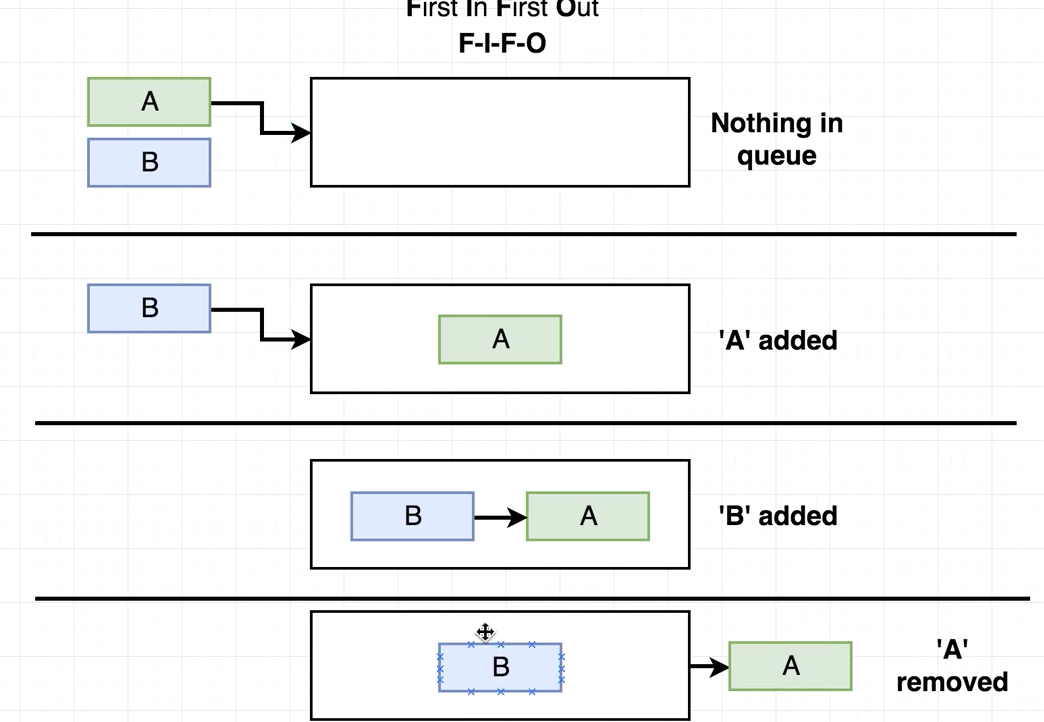 First In First Out
F-I-F-O
A
B
Nothing in
queue
B
A
'A' added
B
A
'B' added
B
A
'A'
removed